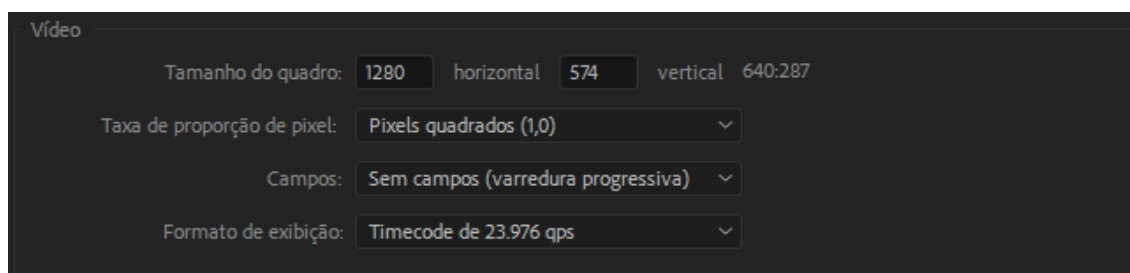 Vídeo
Tamanho do quadro: 1280 horizontal 574 vertical 640:287
Taxa de proporção de pixel: Pixels quadrados (1,0)
Campos: Sem campos (varredura progressiva)
Formato de exibição: Timecode de 23.976 qps